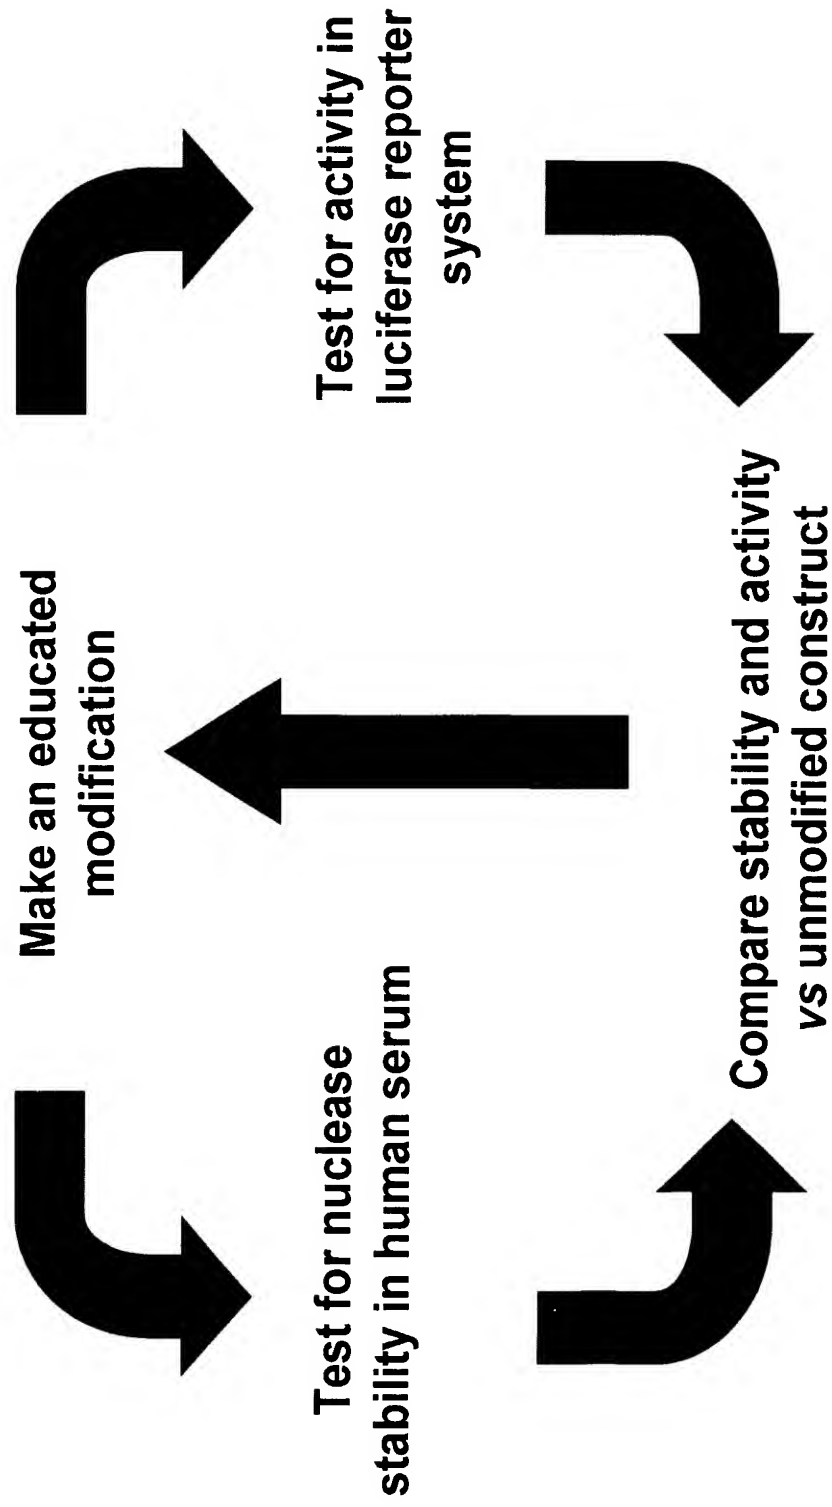 Make an educated
modification
Test for nuclease
stability in human serum
Test for activity in
luciferase reporter
system
Compare stability and activity
vs unmodified construct